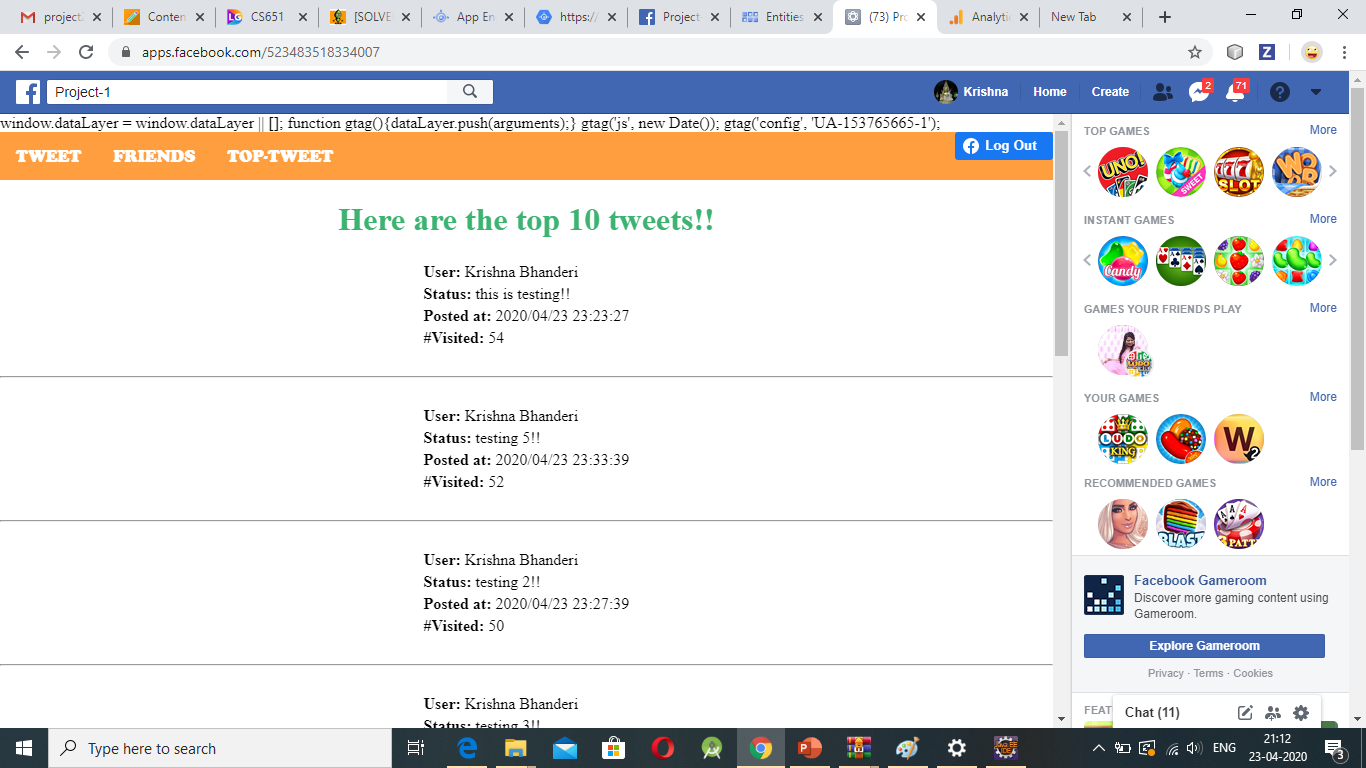 project
Conten
CS651
[SOLVE
App En
https://
Project
Entities
(73) Pro
Analyti
New Tab
apps.facebook.com/523483518334007
Project-1
Krishna Home Create 2 71
window.dataLayer = window.dataLayer || []; function gtag(){dataLayer.push(arguments);} gtag('js', new Date()); gtag('config', 'UA-153765665-1');
TWEET FRIENDS TOP-TWEET
Log Out
Here are the top 10 tweets!!
User: Krishna Bhanderi
Status: this is testing!!
Posted at: 2020/04/23 23:23:27
#Visited: 54
User: Krishna Bhanderi
Status: testing 5!!
Posted at: 2020/04/23 23:33:39
#Visited: 52
User: Krishna Bhanderi
Status: testing 2!!
Posted at: 2020/04/23 23:27:39
#Visited: 50
User: Krishna Bhanderi
Status: testing 3!!
TOP GAMES More
UNO! SWEET 777 SLOT WOR
INSTANT GAMES More
Candy
GAMES YOUR FRIENDS PLAY More
YOUR GAMES More
LUDO KING W 2
RECOMMENDED GAMES More
BLAST 3 PATT
Facebook Gameroom
Discover more gaming content using
Gameroom.
Explore Gameroom
Privacy · Terms · Cookies
FEAT
Chat (11)
Type here to search
ENG
21:12
23-04-2020
3